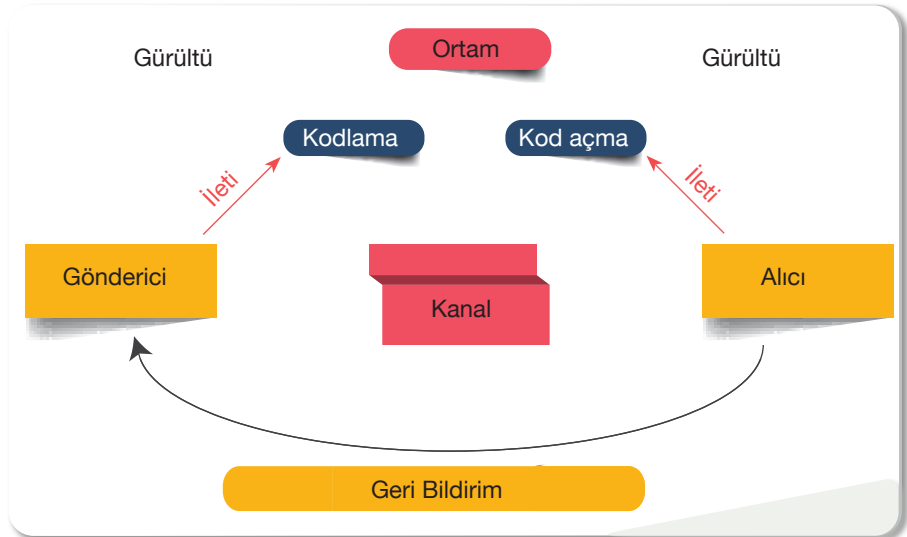 Gürültü
Ortam
Gürültü
Kodlama
Kod açma
İleti
İleti
Gönderici
Kanal
Alıcı
Geri Bildirim